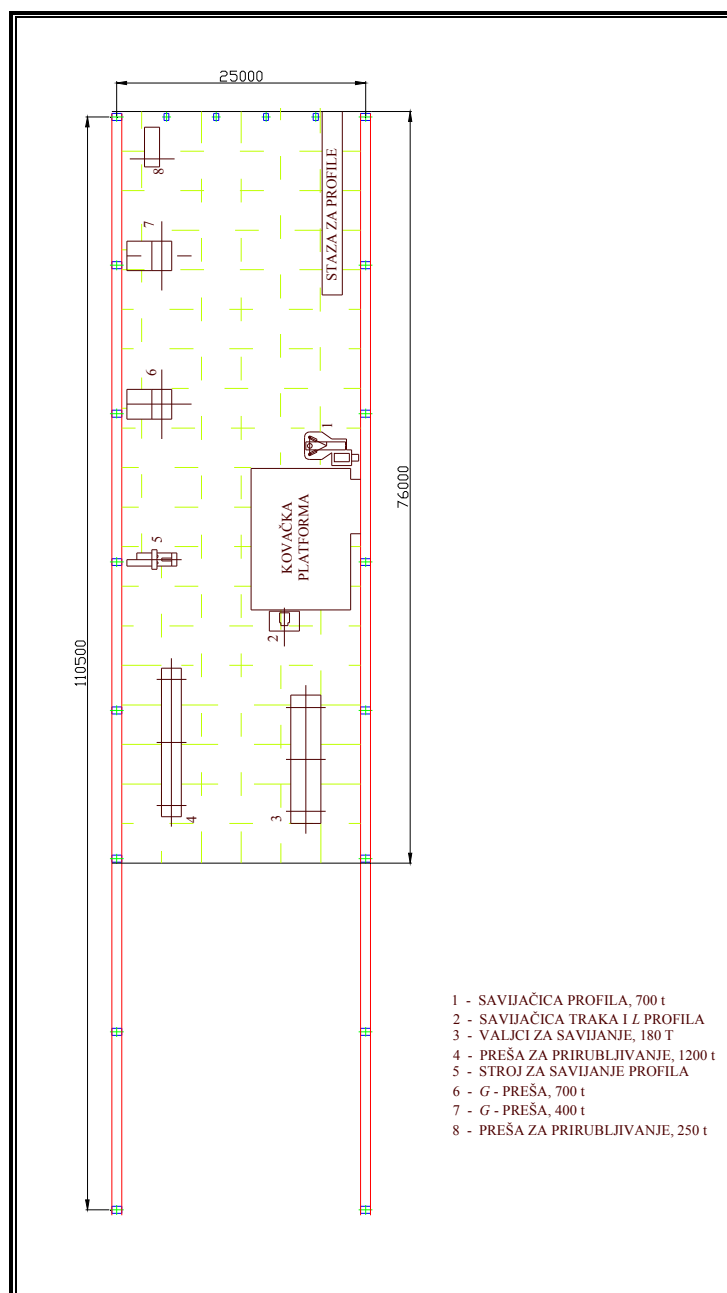 25000
8
7
STAZA ZA PROFILE
6
1
76000
KOVAČKA
PLATFORMA
5
2
110500
4
3
1 - SAVIJAČICA PROFILA, 700 t
2 - SAVIJAČICA TRAKA I L PROFILA
3 - VALJCI ZA SAVIJANJE, 180 T
4 - PREŠA ZA PRIRUBLJIVANJE, 1200 t
5 - STROJ ZA SAVIJANJE PROFILA
6 - G - PREŠA, 700 t
7 - G - PREŠA, 400 t
8 - PREŠA ZA PRIRUBLJIVANJE, 250 t